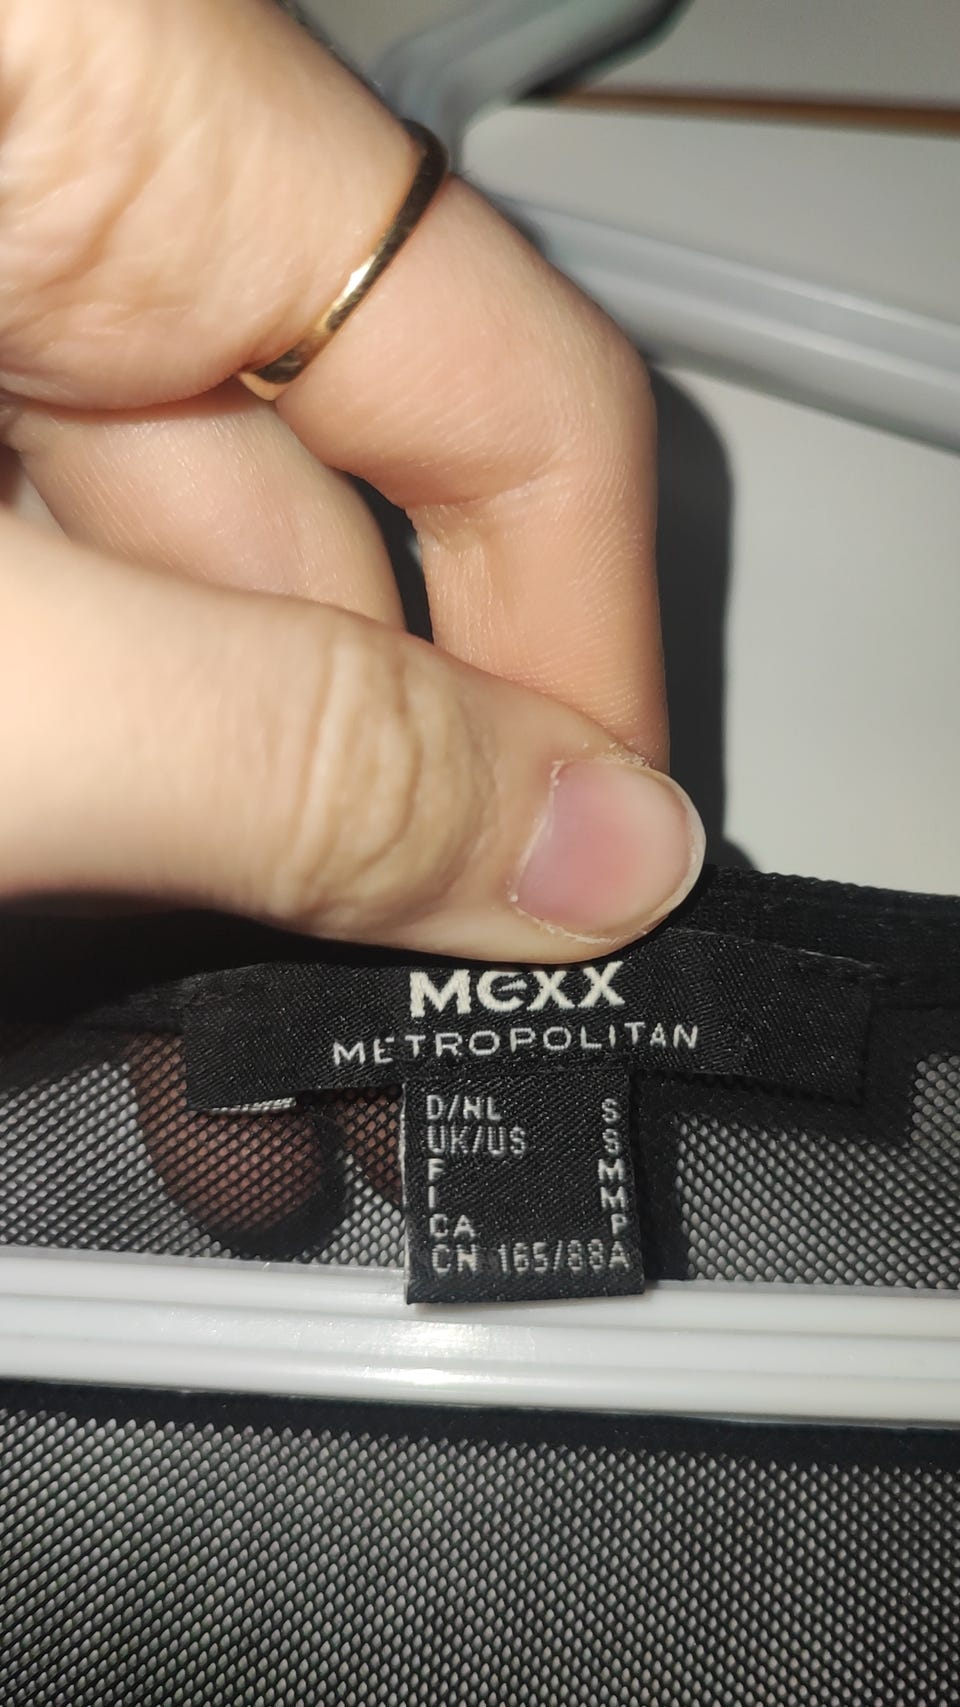 MEXX
METROPOLITAN
D/NL S
UK/US S
F M
I M
CA P
CN 165/88A